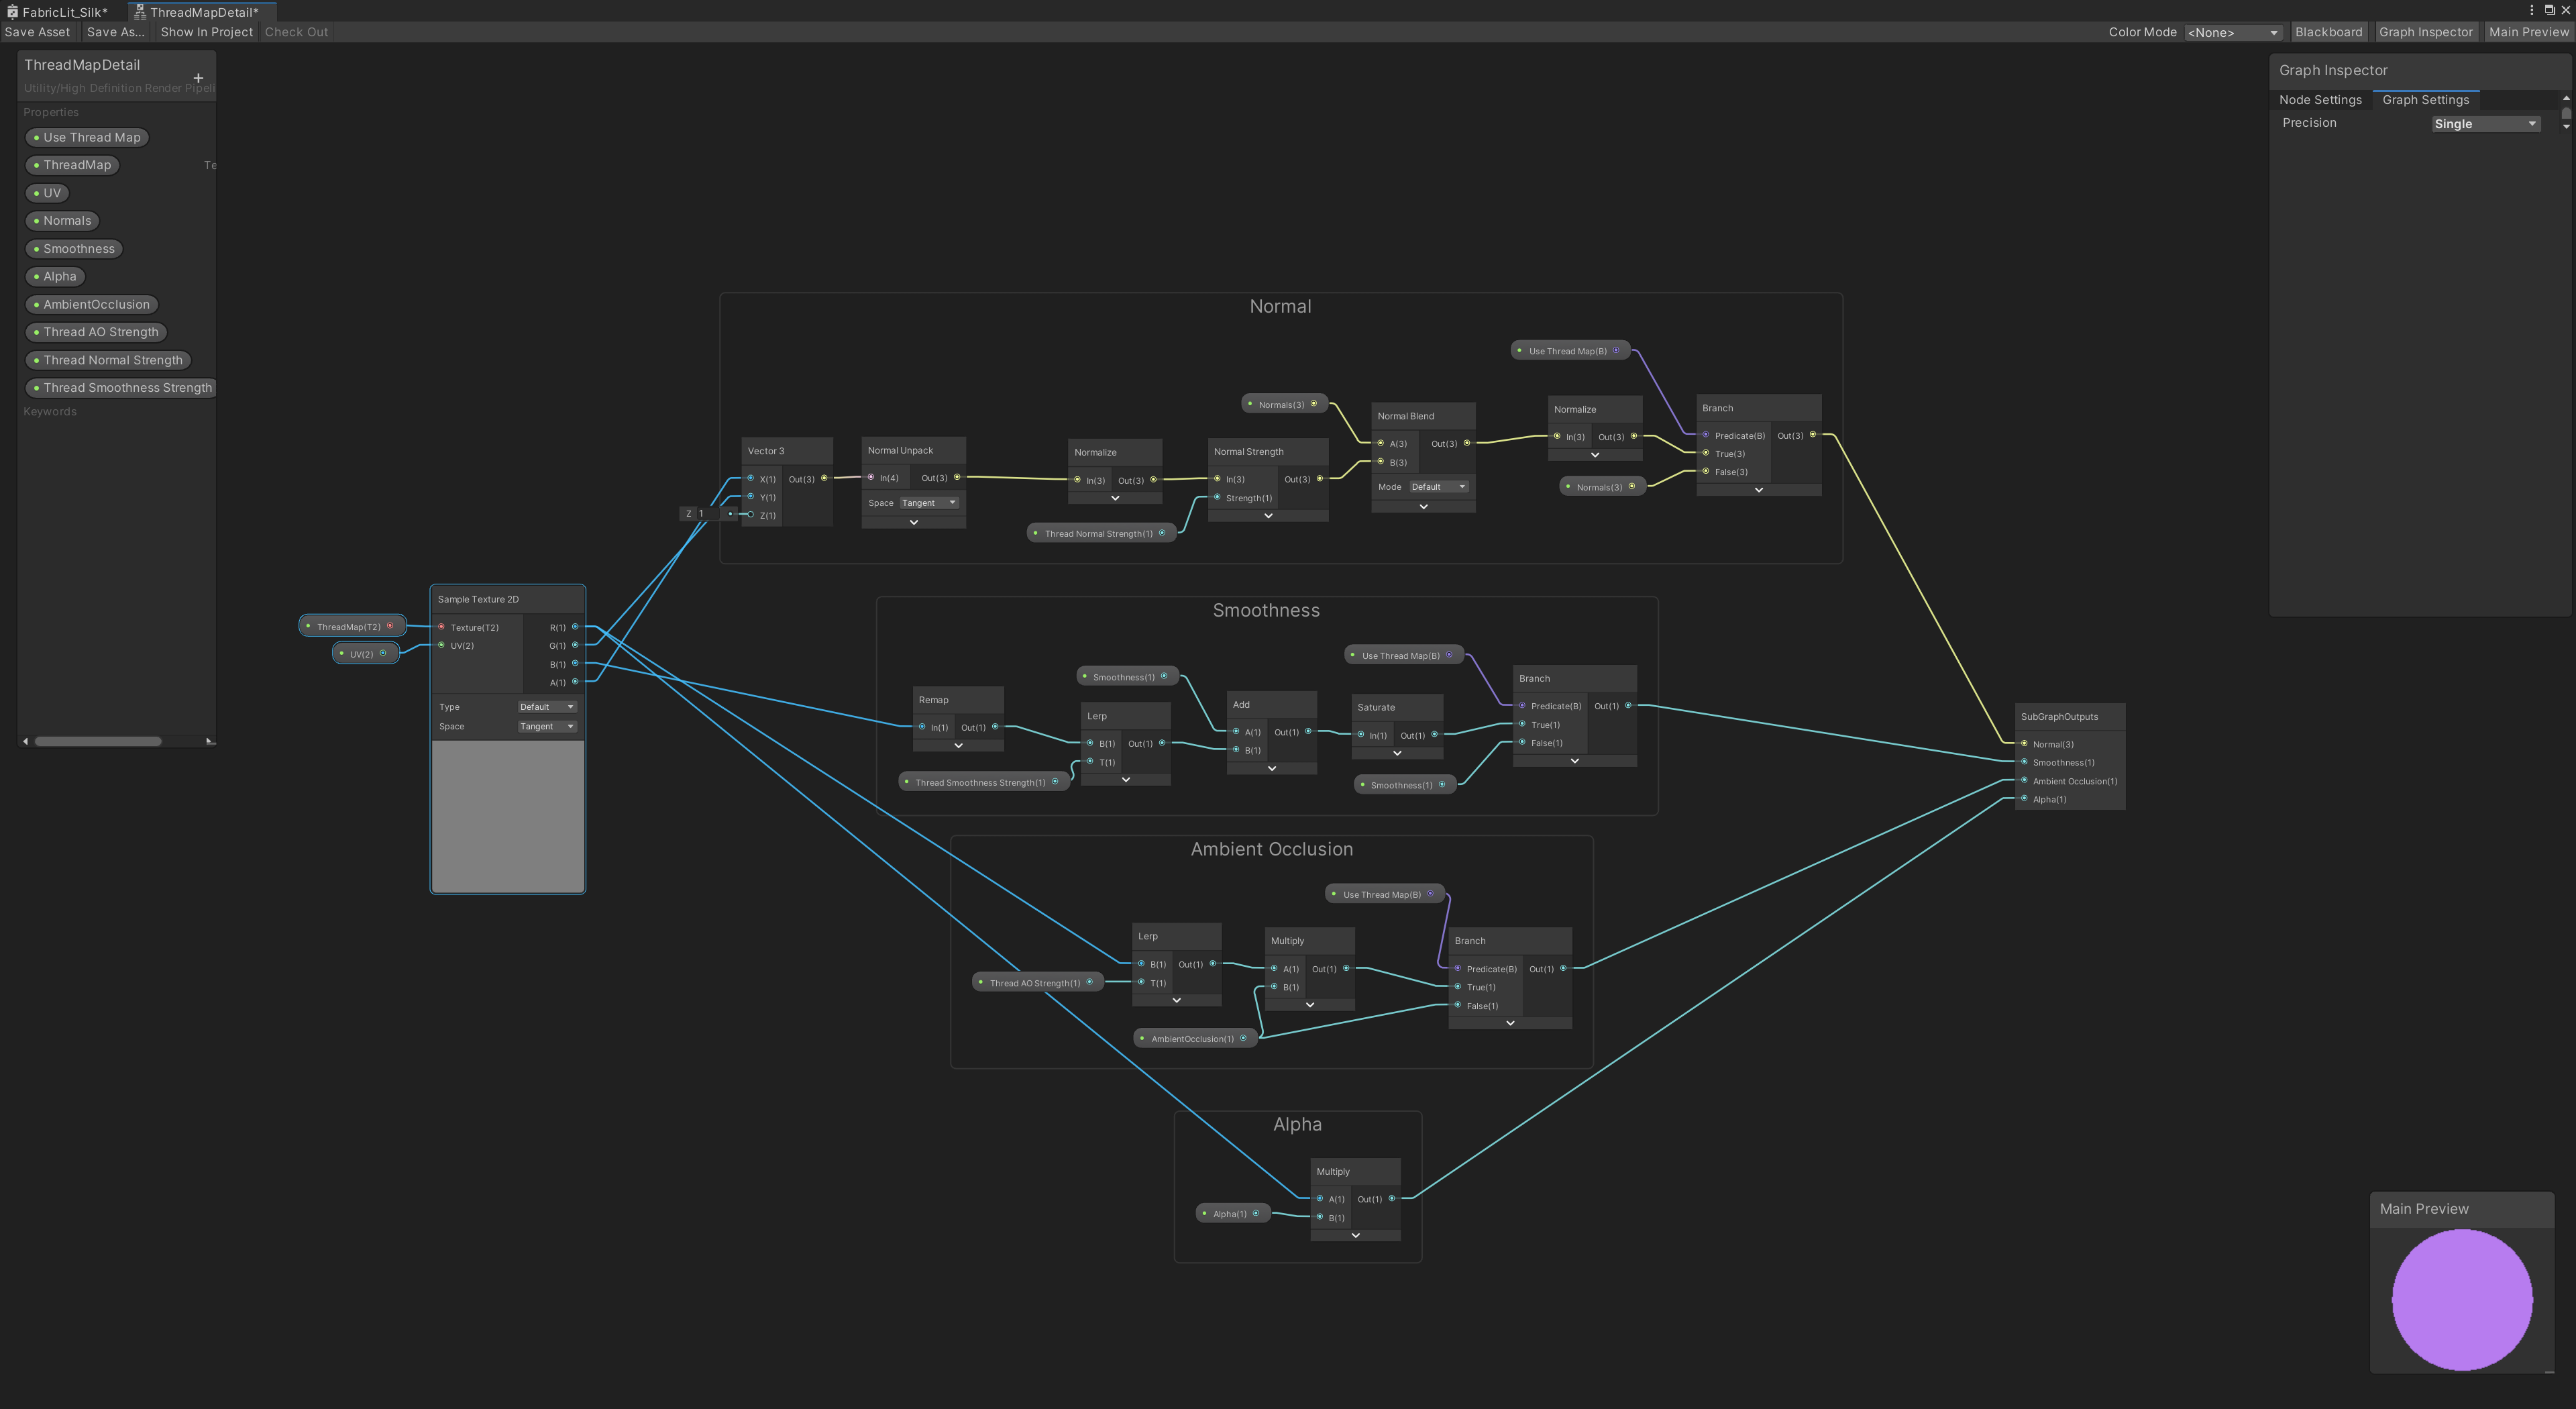 FabricLit_Silk*
ThreadMapDetail*
Save Asset
Save As...
Show In Project
Check Out
Color Mode
<None>
Blackboard
Graph Inspector
Main Preview
ThreadMapDetail
+
Utility/High Definition Render Pipeli
Properties
Use Thread Map
ThreadMap
Te
UV
Normals
Smoothness
Alpha
AmbientOcclusion
Thread AO Strength
Thread Normal Strength
Thread Smoothness Strength
Keywords
Graph Inspector
Node Settings
Graph Settings
Precision
Single
ThreadMap(T2)
UV(2)
Sample Texture 2D
Texture(T2)
UV(2)
R(1)
G(1)
B(1)
A(1)
Type
Default
Space
Tangent
Normal
Z 1
Vector 3
X(1)
Y(1)
Z(1)
Out(3)
Normal Unpack
In(4)
Out(3)
Space
Tangent
Normalize
In(3)
Out(3)
Thread Normal Strength(1)
Normal Strength
In(3)
Strength(1)
Out(3)
Normals(3)
Normal Blend
A(3)
B(3)
Out(3)
Mode
Default
Use Thread Map(B)
Normalize
In(3)
Out(3)
Normals(3)
Branch
Predicate(B)
True(3)
False(3)
Out(3)
Smoothness
Remap
In(1)
Out(1)
Thread Smoothness Strength(1)
Smoothness(1)
Lerp
B(1)
T(1)
Out(1)
Add
A(1)
B(1)
Out(1)
Use Thread Map(B)
Saturate
In(1)
Out(1)
Smoothness(1)
Branch
Predicate(B)
True(1)
False(1)
Out(1)
Ambient Occlusion
Thread AO Strength(1)
Lerp
B(1)
T(1)
Out(1)
AmbientOcclusion(1)
Multiply
A(1)
B(1)
Out(1)
Use Thread Map(B)
Branch
Predicate(B)
True(1)
False(1)
Out(1)
Alpha
Alpha(1)
Multiply
A(1)
B(1)
Out(1)
SubGraphOutputs
Normal(3)
Smoothness(1)
Ambient Occlusion(1)
Alpha(1)
Main Preview